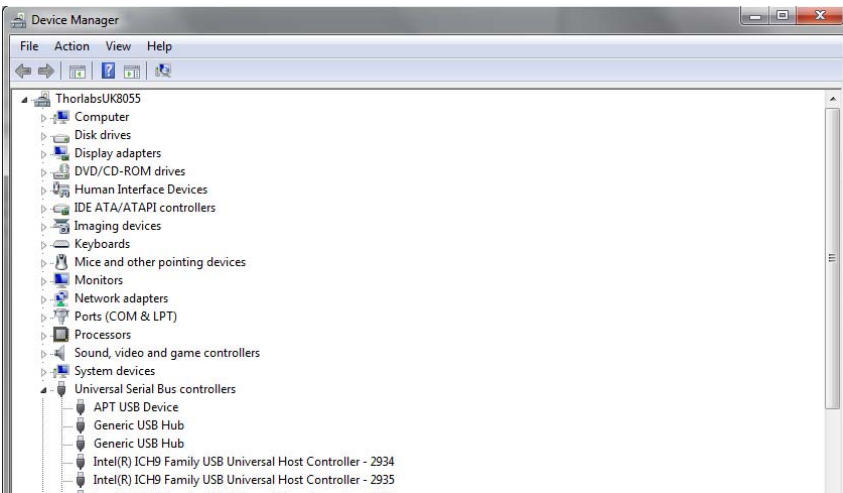 Device Manager
File Action View Help
ThorlabsUK8055
Computer
Disk drives
Display adapters
DVD/CD-ROM drives
Human Interface Devices
IDE ATA/ATAPI controllers
Imaging devices
Keyboards
Mice and other pointing devices
Monitors
Network adapters
Ports (COM & LPT)
Processors
Sound, video and game controllers
System devices
Universal Serial Bus controllers
APT USB Device
Generic USB Hub
Generic USB Hub
Intel(R) ICH9 Family USB Universal Host Controller - 2934
Intel(R) ICH9 Family USB Universal Host Controller - 2935